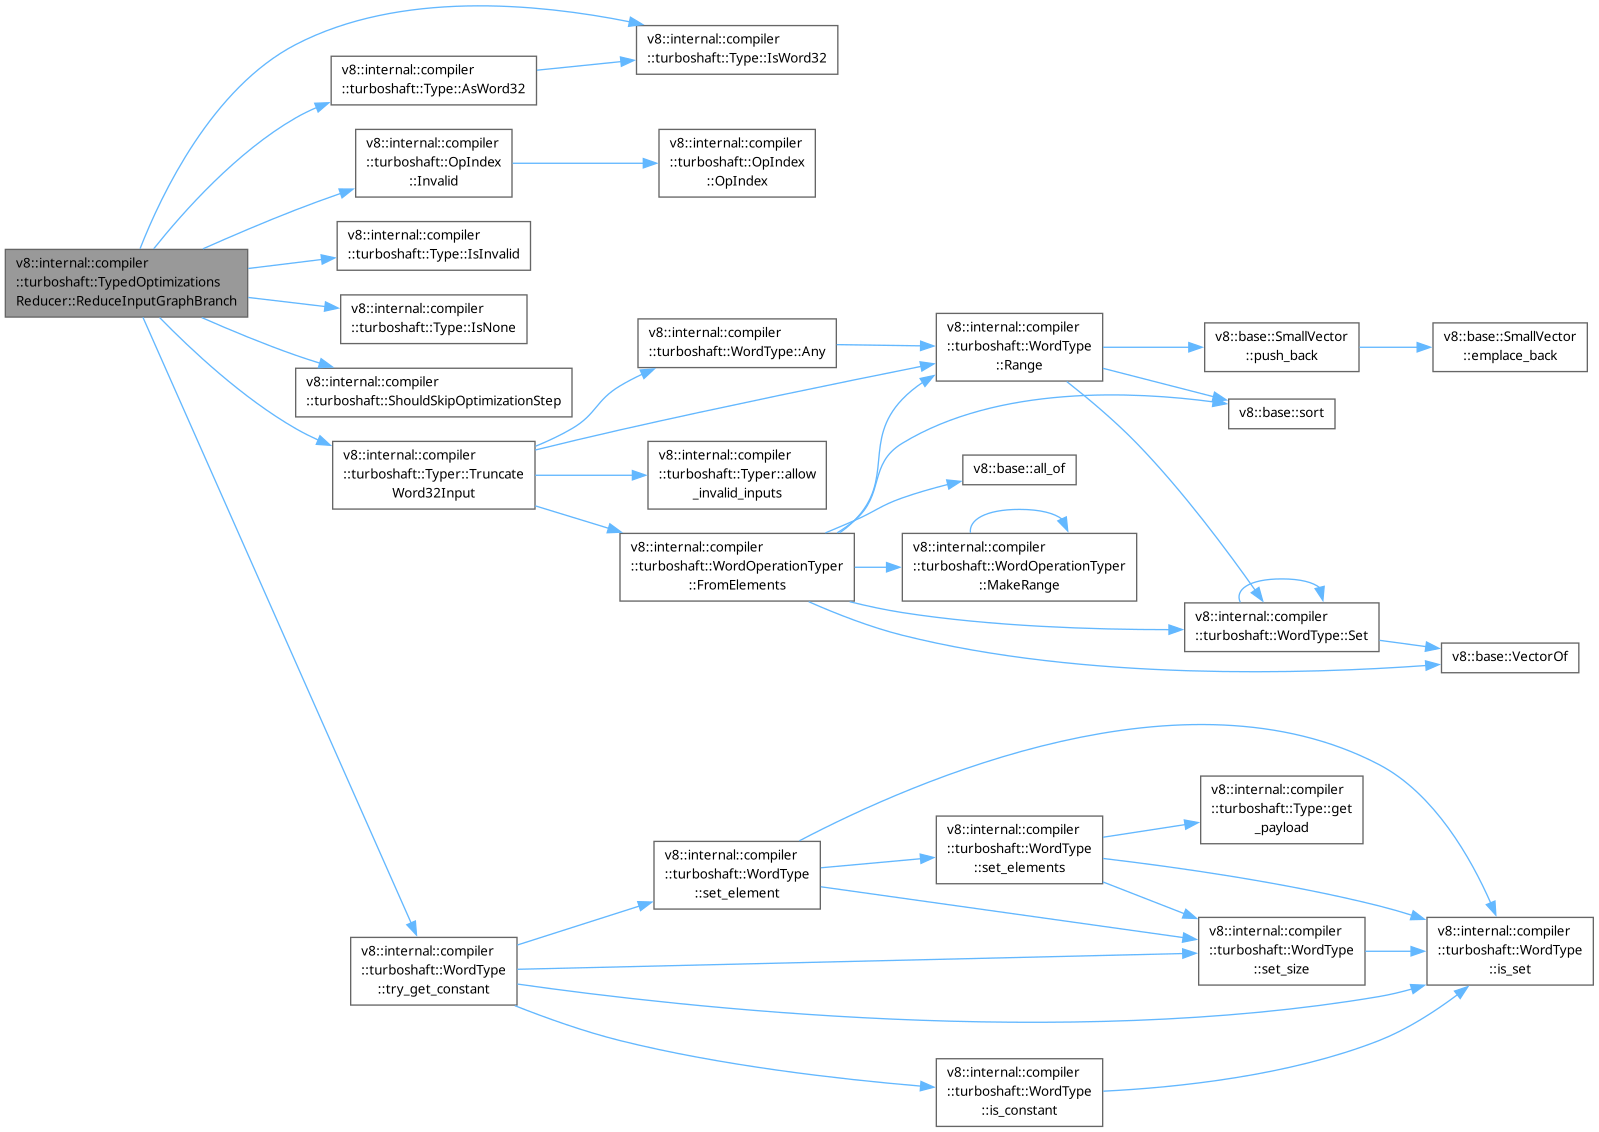 v8::internal::compiler
::turboshaft::Type::IsWord32
v8::internal::compiler
::turboshaft::Type::AsWord32
v8::internal::compiler
::turboshaft::OpIndex
::Invalid
v8::internal::compiler
::turboshaft::OpIndex
::OpIndex
v8::internal::compiler
::turboshaft::TypedOptimizations
Reducer::ReduceInputGraphBranch
v8::internal::compiler
::turboshaft::Type::IsInvalid
v8::internal::compiler
::turboshaft::Type::IsNone
v8::internal::compiler
::turboshaft::ShouldSkipOptimizationStep
v8::internal::compiler
::turboshaft::WordType::Any
v8::internal::compiler
::turboshaft::WordType
::Range
v8::base::SmallVector
::push_back
v8::base::SmallVector
::emplace_back
v8::base::sort
v8::internal::compiler
::turboshaft::Typer::Truncate
Word32Input
v8::internal::compiler
::turboshaft::Typer::allow
_invalid_inputs
v8::base::all_of
v8::internal::compiler
::turboshaft::WordOperationTyper
::FromElements
v8::internal::compiler
::turboshaft::WordOperationTyper
::MakeRange
v8::internal::compiler
::turboshaft::WordType::Set
v8::base::VectorOf
v8::internal::compiler
::turboshaft::Type::get
_payload
v8::internal::compiler
::turboshaft::WordType
::set_element
v8::internal::compiler
::turboshaft::WordType
::set_elements
v8::internal::compiler
::turboshaft::WordType
::set_size
v8::internal::compiler
::turboshaft::WordType
::is_set
v8::internal::compiler
::turboshaft::WordType
::try_get_constant
v8::internal::compiler
::turboshaft::WordType
::is_constant